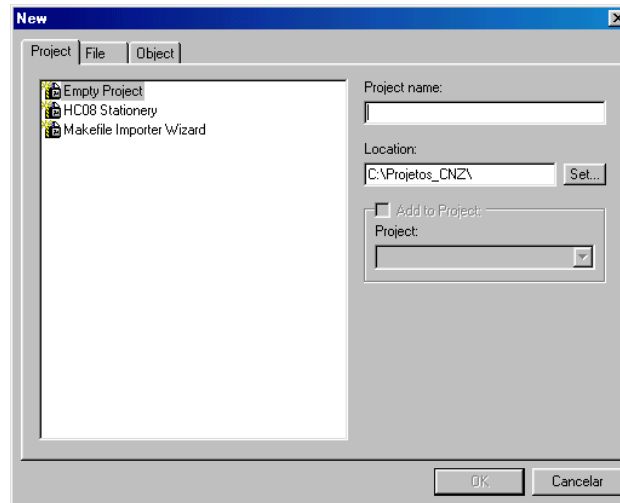 New
Project File Object
Empty Project
HC08 Stationery
Makefile Importer Wizard
Project name:
Location:
C:\Projetos_CNZ\ Set...
Add to Project:
Project:
OK Cancelar